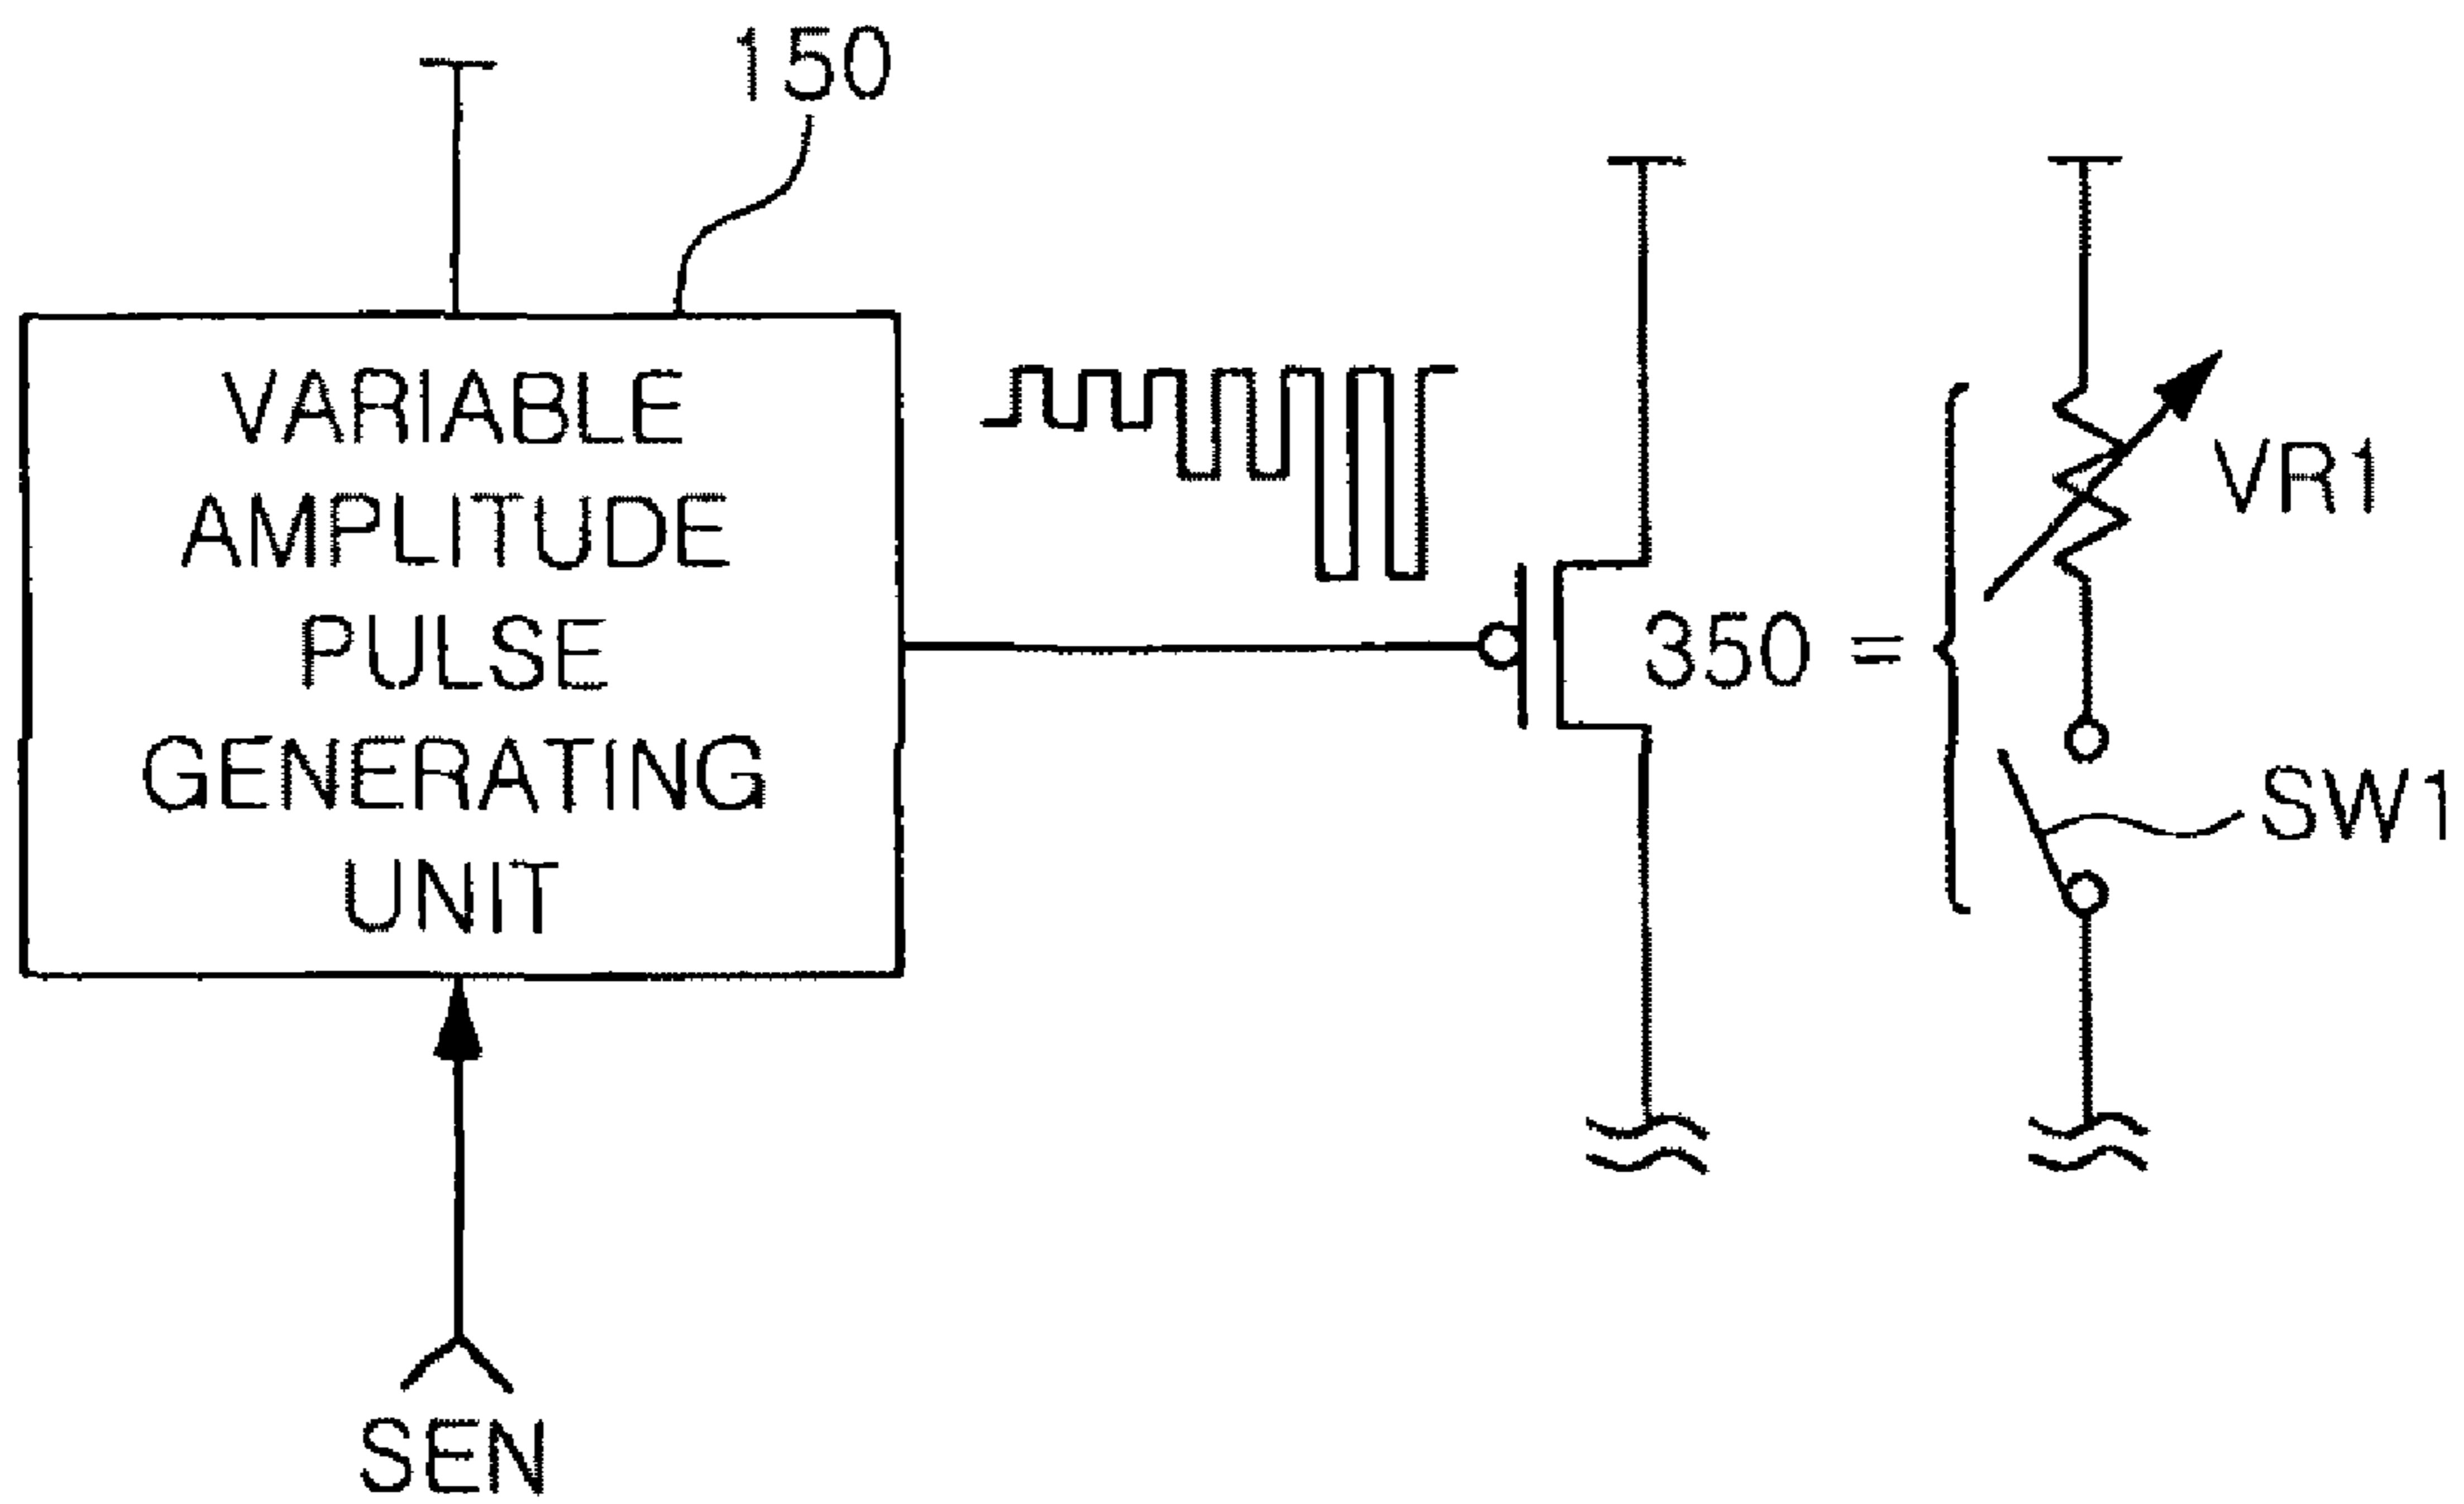 150
VARIABLE
AMPLITUDE
PULSE
GENERATING
UNIT
350 =
VR1
SW1
SEN